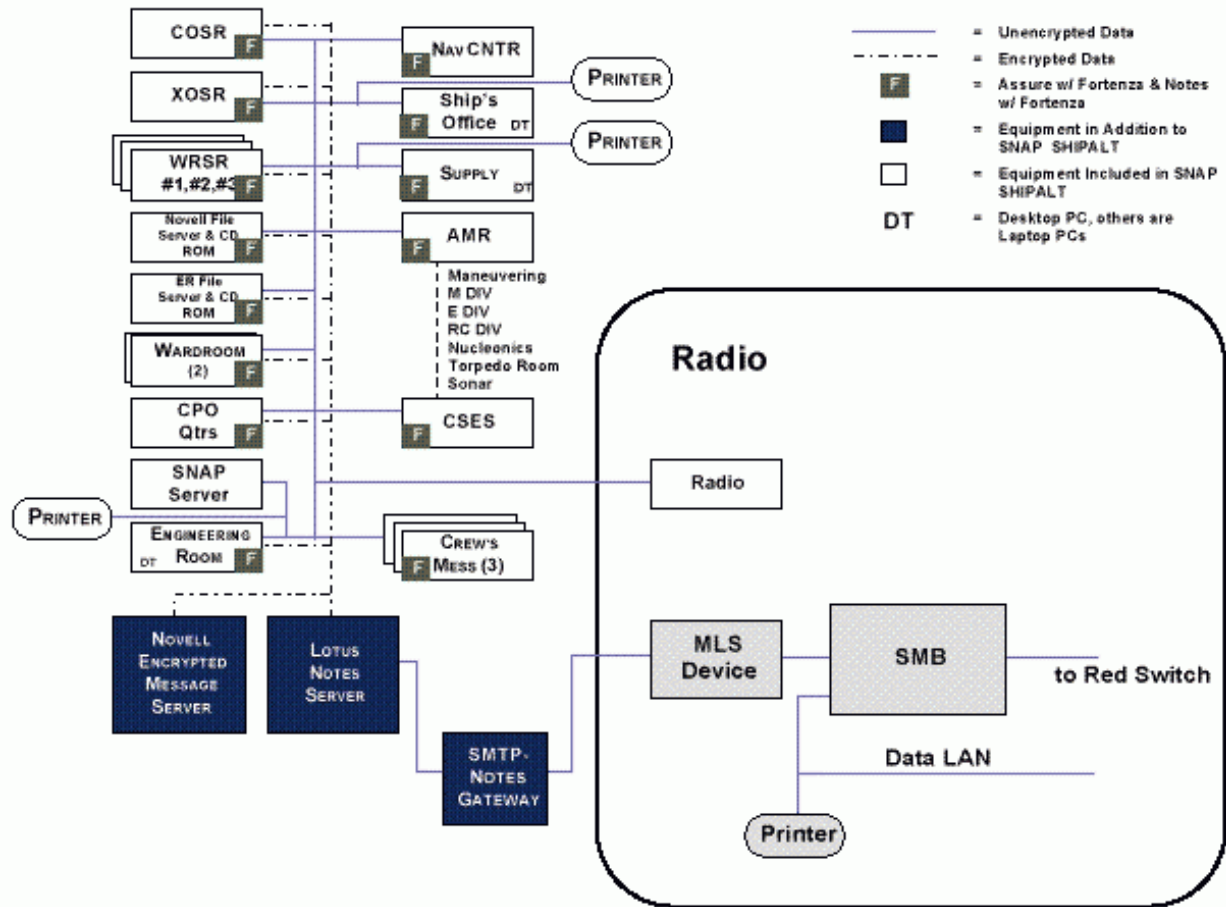 COSR
F
XOSR
F
WRSR
#1,#2,#3
F
Novell File
Server & CD
ROM
F
ER File
Server & CD
ROM
F
WARDROOM
(2)
F
CPO
Qtrs
F
SNAP
Server
PRINTER
ENGINEERING
DT ROOM
F
NAV CNTR
F
PRINTER
Ship's
Office DT
F
PRINTER
SUPPLY
DT
F
AMR
F
Maneuvering
M DIV
E DIV
RC DIV
Nucleonics
Torpedo Room
Sonar
CSES
F
CREW'S
MESS (3)
F
NOVELL
ENCRYPTED
MESSAGE
SERVER
LOTUS
NOTES
SERVER
SMTP-
NOTES
GATEWAY
= Unencrypted Data
= Encrypted Data
F = Assure w/ Fortenza & Notes
w/ Fortenza
= Equipment in Addition to
SNAP SHIPALT
= Equipment Included in SNAP
SHIPALT
DT = Desktop PC, others are
Laptop PCs
Radio
Radio
MLS
Device
SMB
to Red Switch
Data LAN
Printer